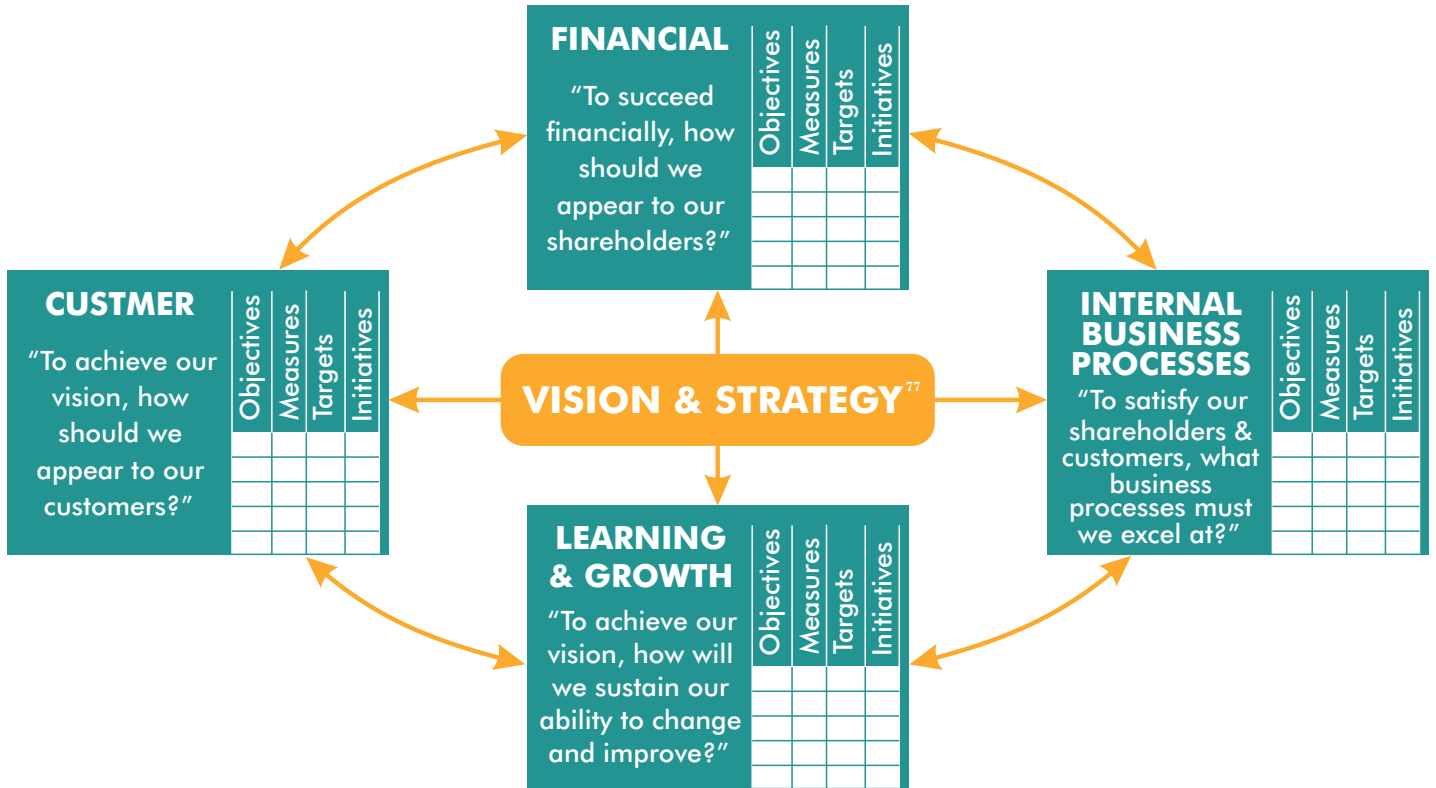 FINANCIAL
“To succeed
financially, how
should we
appear to our
shareholders?”
Objectives
Measures
Targets
Initiatives
CUSTMER
“To achieve our
vision, how
should we
appear to our
customers?”
Objectives
Measures
Targets
Initiatives
VISION & STRATEGY77
INTERNAL
BUSINESS
PROCESSES
“To satisfy our
shareholders &
customers, what
business
processes must
we excel at?”
Objectives
Measures
Targets
Initiatives
LEARNING
& GROWTH
“To achieve our
vision, how will
we sustain our
ability to change
and improve?”
Objectives
Measures
Targets
Initiatives